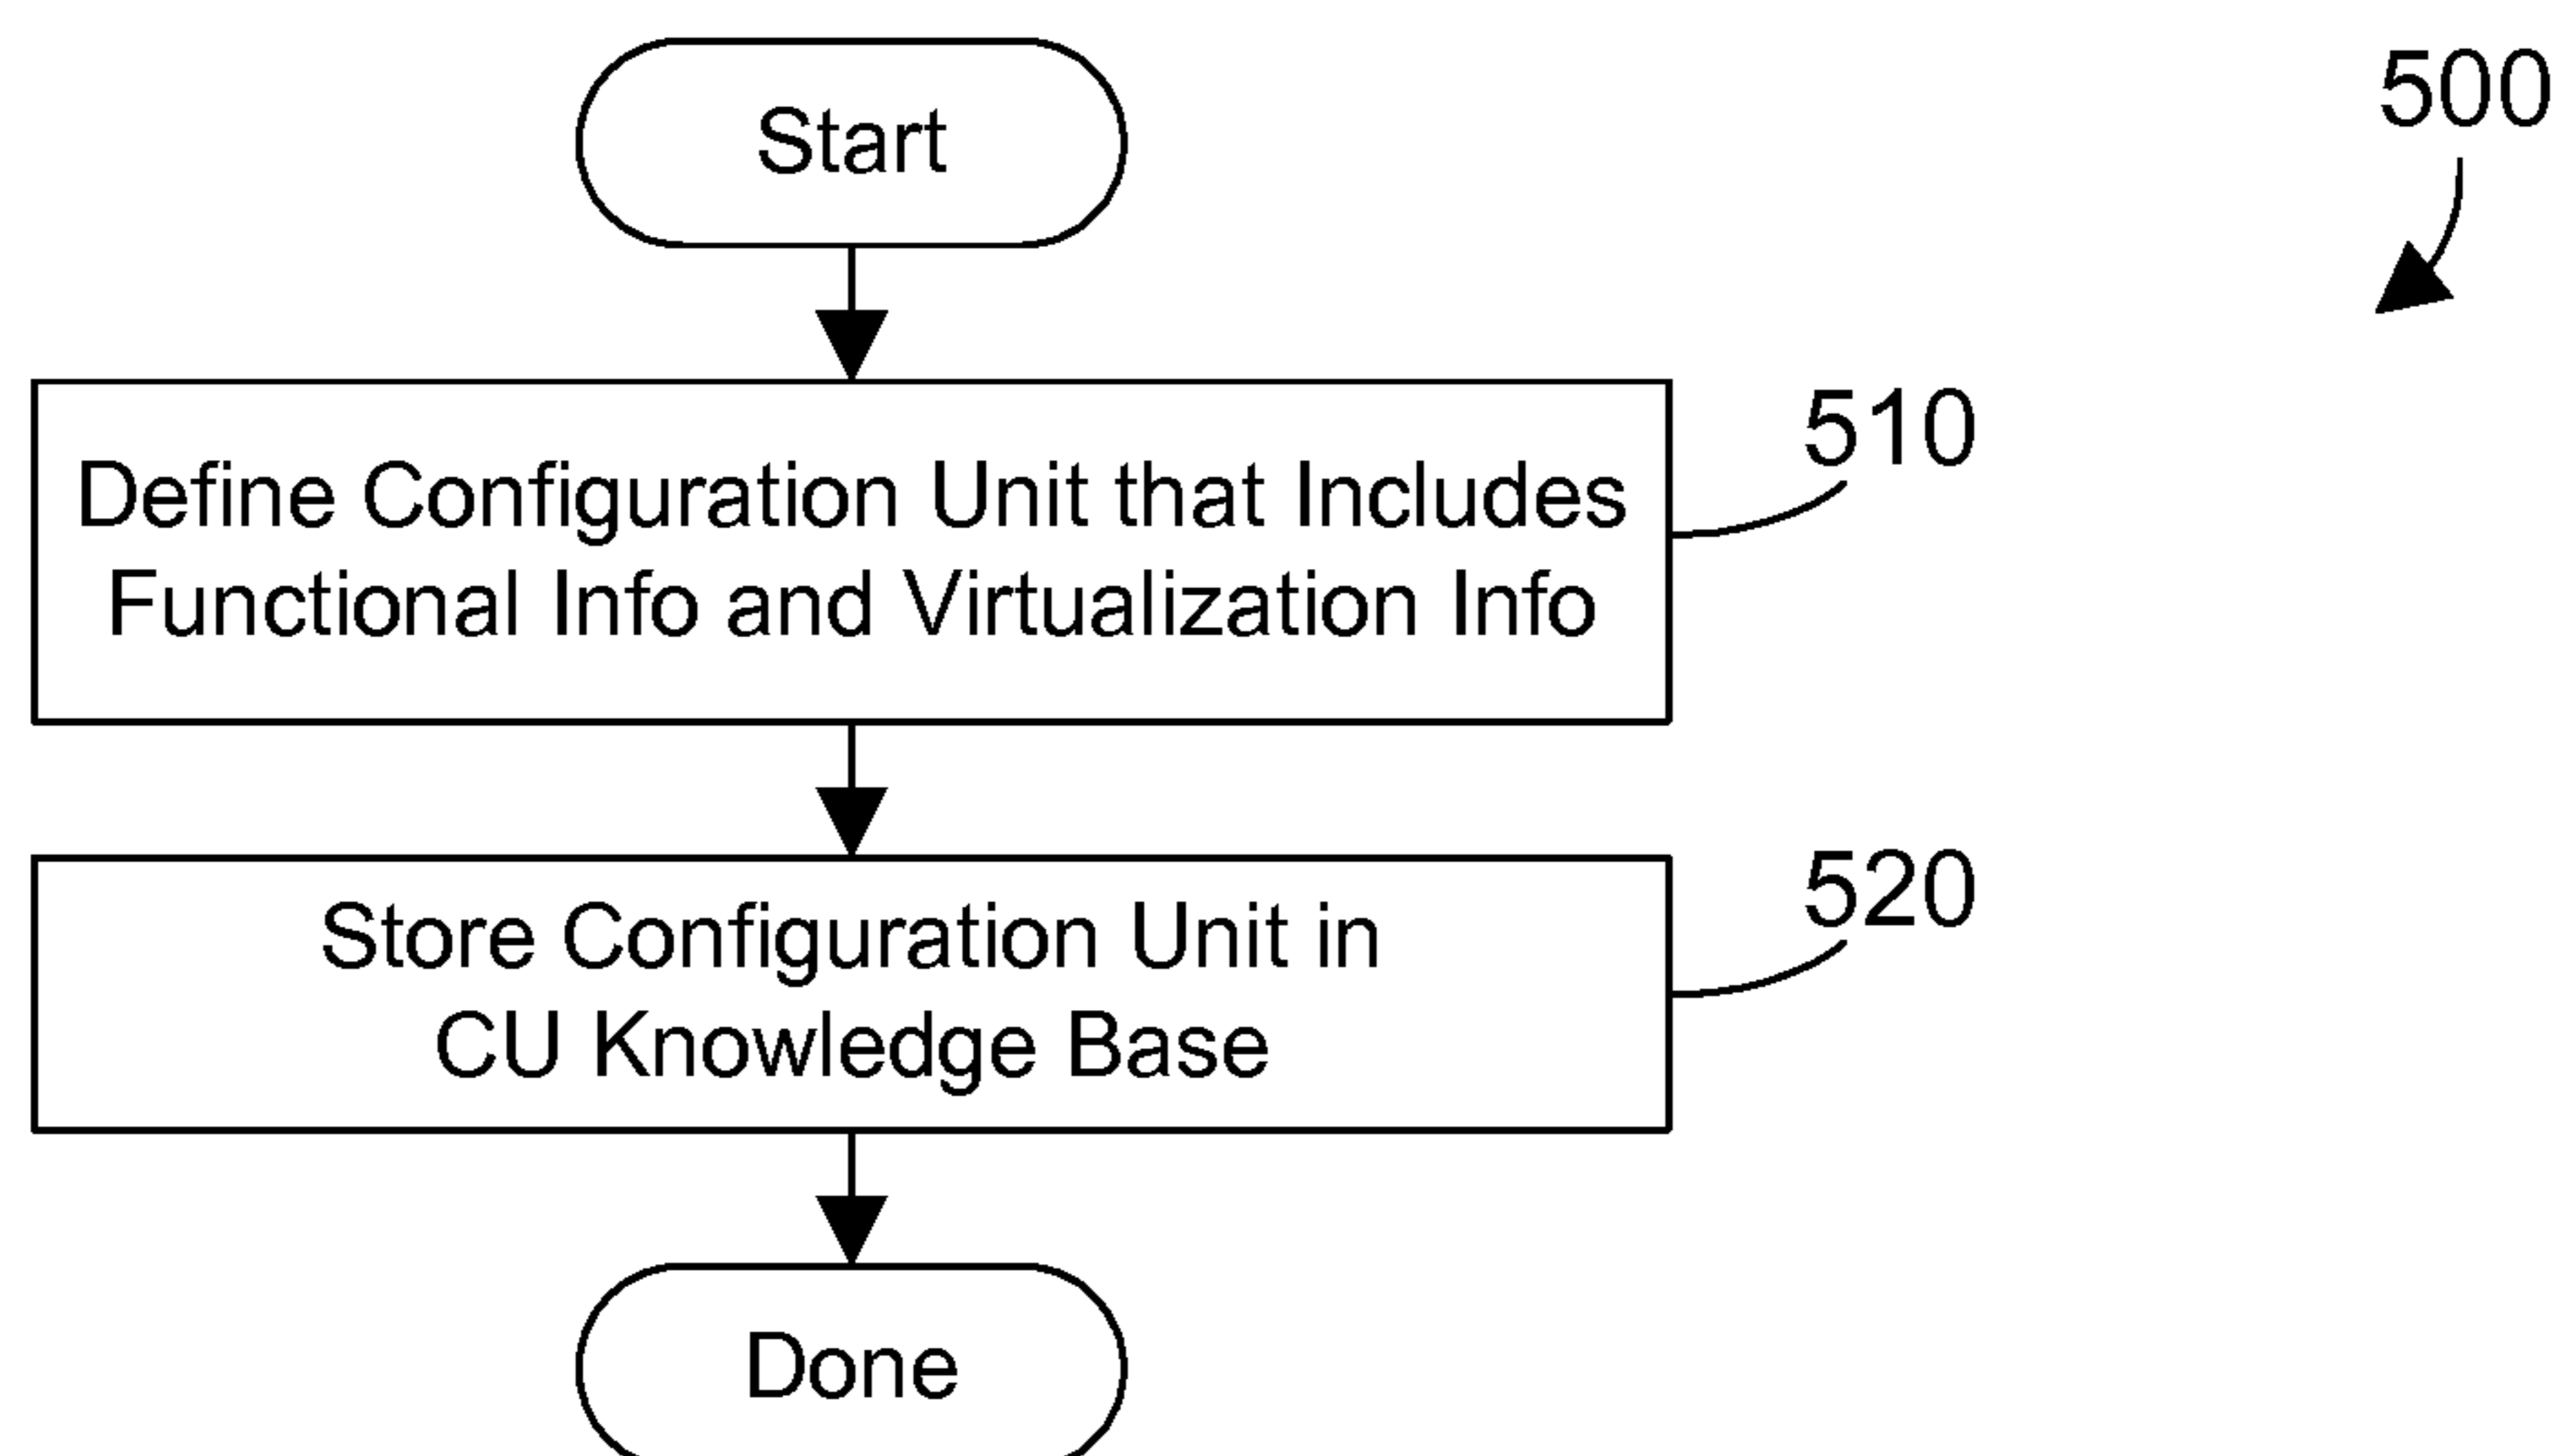 Start
500
510
Define Configuration Unit that Includes
Functional Info and Virtualization Info
520
Store Configuration Unit in
CU Knowledge Base
Done